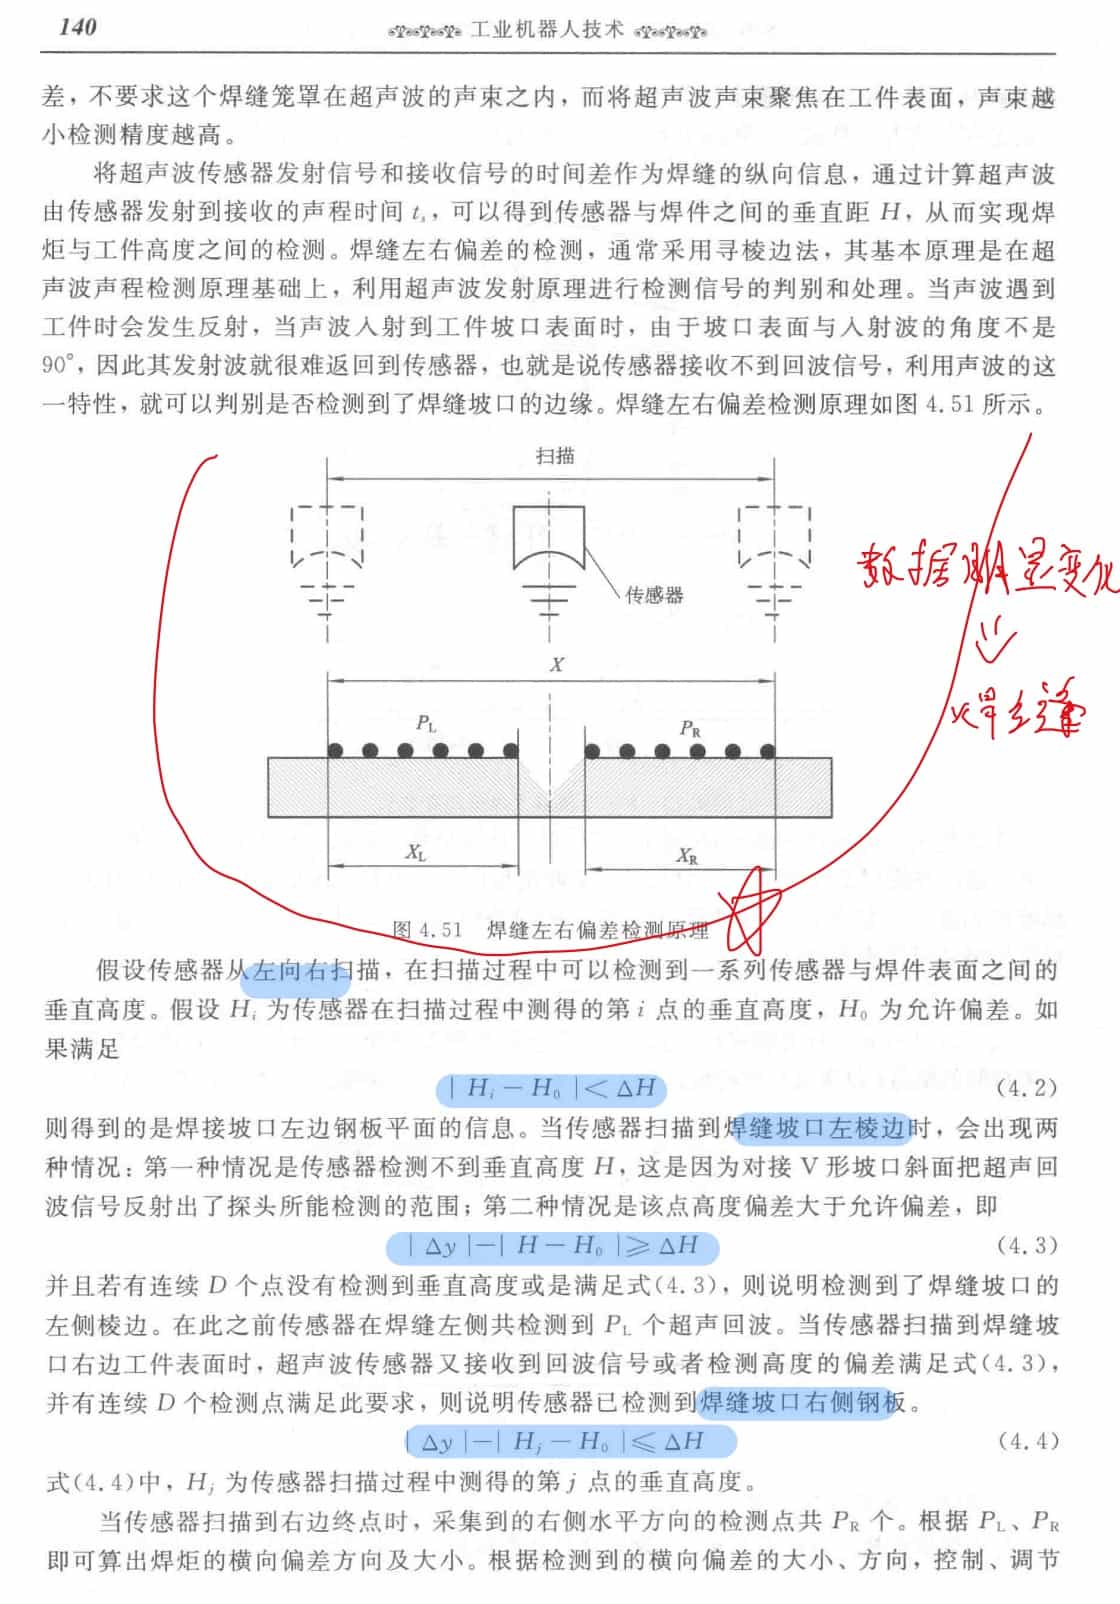 140
工业机器人技术
差，不要求这个焊缝笼罩在超声波的声束之内，而将超声波声束聚焦在工件表面，声束越
小检测精度越高。
将超声波传感器发射信号和接收信号的时间差作为焊缝的纵向信息，通过计算超声波
由传感器发射到接收的声程时间 tₛ，可以得到传感器与焊件之间的垂直距 H，从而实现焊
炬与工件高度之间的检测。焊缝左右偏差的检测，通常采用寻棱边法，其基本原理是在超
声波声程检测原理基础上，利用超声波发射原理进行检测信号的判别和处理。当声波遇到
工件时会发生反射，当声波入射到工件坡口表面时，由于坡口表面与入射波的角度不是
90°，因此其发射波就很难返回到传感器，也就是说传感器接收不到回波信号，利用声波的这
一特性，就可以判别是否检测到了焊缝坡口的边缘。焊缝左右偏差检测原理如图 4.51 所示。
扫描
传感器
数据明显变化
焊缝
X
P_L
P_R
X_L
X_R
图 4.51 焊缝左右偏差检测原理
假设传感器从左向右扫描，在扫描过程中可以检测到一系列传感器与焊件表面之间的
垂直高度。假设 Hᵢ 为传感器在扫描过程中测得的第 i 点的垂直高度，H₀ 为允许偏差。如
果满足
| Hᵢ − H₀ | < ΔH (4.2)
则得到的是焊接坡口左边钢板平面的信息。当传感器扫描到焊缝坡口左棱边时，会出现两
种情况：第一种情况是传感器检测不到垂直高度 H，这是因为对接 V 形坡口斜面把超声回
波信号反射出了探头所能检测的范围；第二种情况是该点高度偏差大于允许偏差，即
| Δy | − | H − H₀ | ≥ ΔH (4.3)
并且若有连续 D 个点没有检测到垂直高度或是满足式(4.3)，则说明检测到了焊缝坡口的
左侧棱边。在此之前传感器在焊缝左侧共检测到 P_L 个超声回波。当传感器扫描到焊缝坡
口右边工件表面时，超声波传感器又接收到回波信号或者检测高度的偏差满足式(4.3)，
并有连续 D 个检测点满足此要求，则说明传感器已检测到焊缝坡口右侧钢板。
| Δy | − | Hⱼ − H₀ | ≤ ΔH (4.4)
式(4.4)中，Hⱼ 为传感器扫描过程中测得的第 j 点的垂直高度。
当传感器扫描到右边终点时，采集到的右侧水平方向的检测点共 P_R 个。根据 P_L、P_R
即可算出焊炬的横向偏差方向及大小。根据检测到的横向偏差的大小、方向，控制、调节